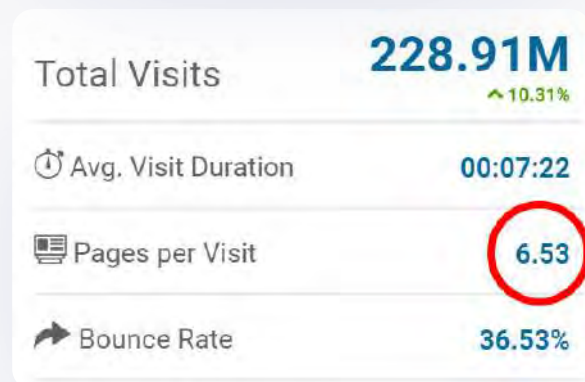 Total Visits 228.91M
10.31%
Avg. Visit Duration 00:07:22
Pages per Visit 6.53
Bounce Rate 36.53%